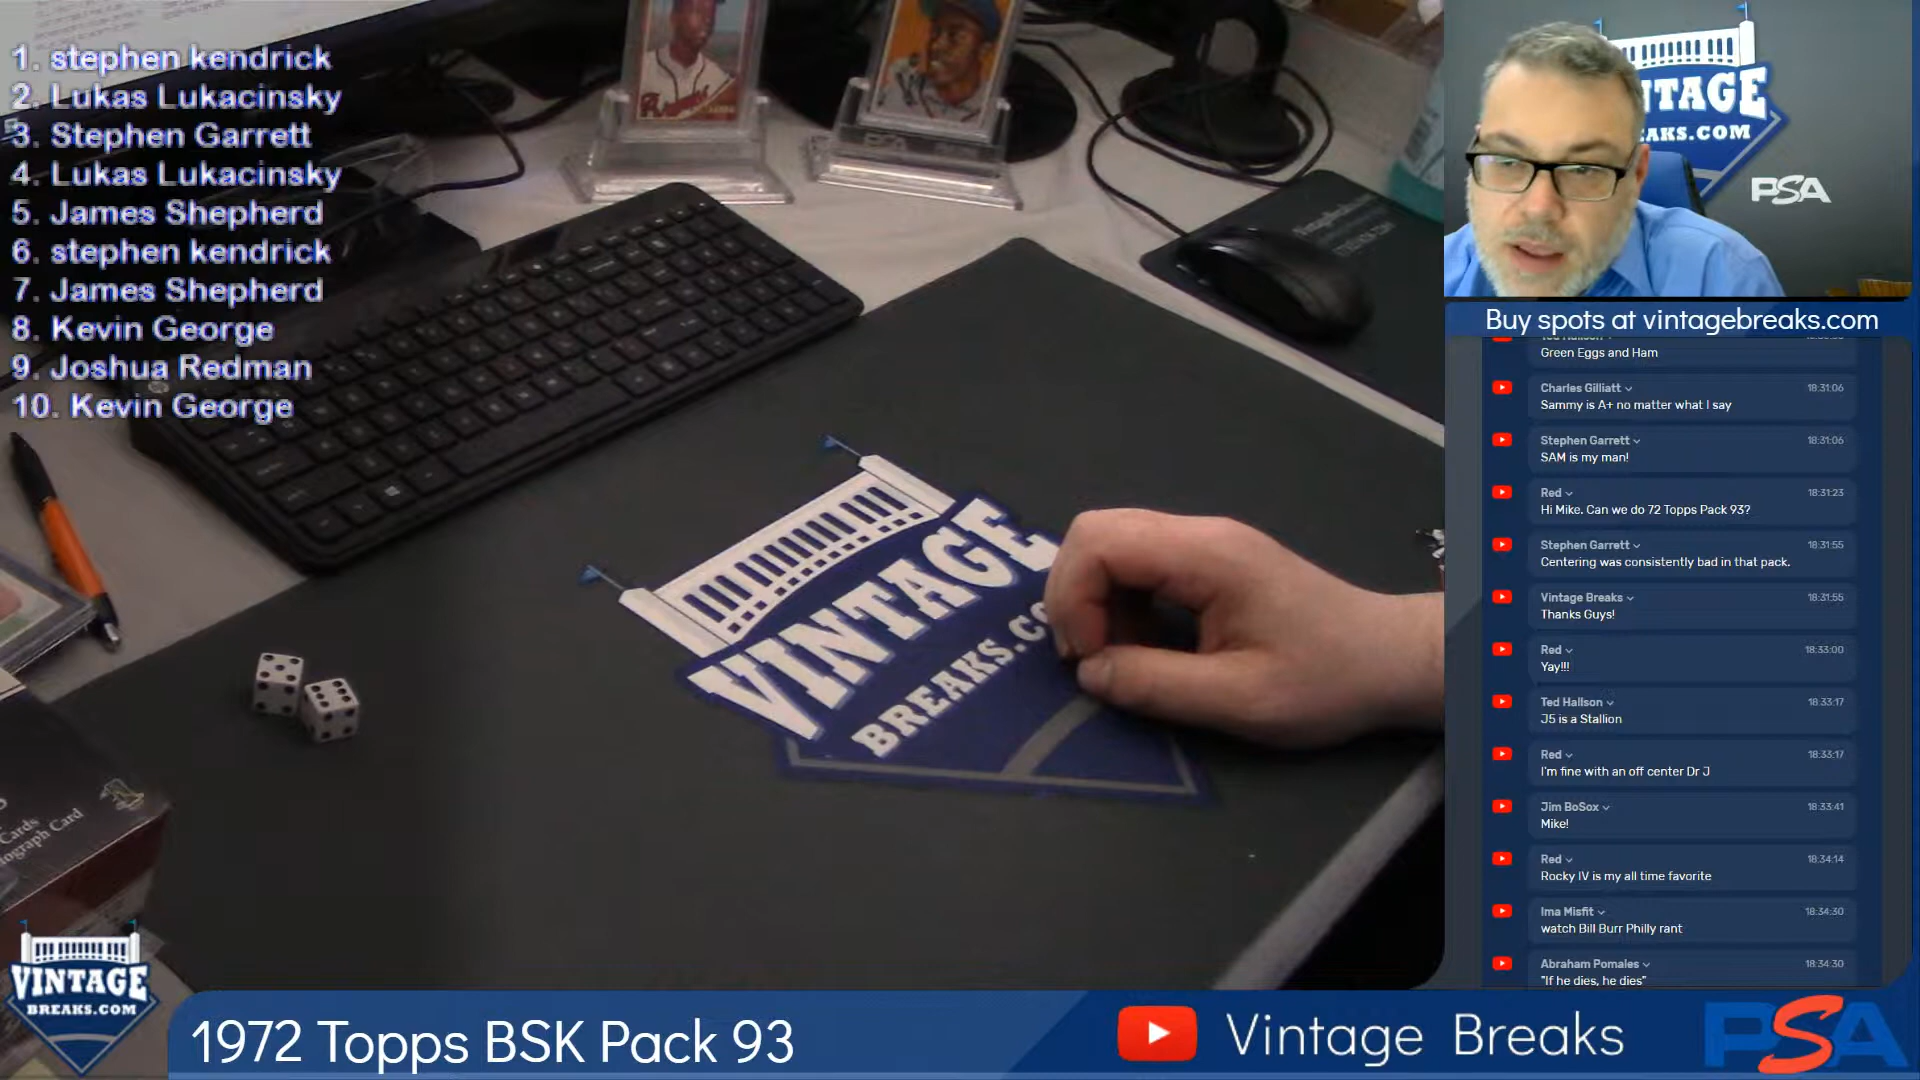 1. stephen kendrick
2. Lukas Lukacinsky
3. Stephen Garrett
4. Lukas Lukacinsky
5. James Shepherd
6. stephen kendrick
7. James Shepherd
8. Kevin George
9. Joshua Redman
10. Kevin George
VINTAGE
BREAKS.CO
Cards
ograph Card
VINTAGE
BREAKS.COM
1972 Topps BSK Pack 93
Vintage Breaks
PSA
NTAGE
EAKS.COM
PSA
Buy spots at vintagebreaks.com
Green Eggs and Ham
Charles Gilliatt 18:31:06
Sammy is A+ no matter what I say
Stephen Garrett 18:31:06
SAM is my man!
Red 18:31:23
Hi Mike. Can we do 72 Topps Pack 93?
Stephen Garrett 18:31:55
Centering was consistently bad in that pack.
Vintage Breaks 18:31:55
Thanks Guys!
Red 18:33:00
Yay!!!
Ted Hallson 18:33:17
J5 is a Stallion
Red 18:33:17
I'm fine with an off center Dr J
Jim BoSox 18:33:41
Mike!
Red 18:34:14
Rocky IV is my all time favorite
Ima Misfit 18:34:30
watch Bill Burr Philly rant
Abraham Pomales 18:34:30
"If he dies, he dies"